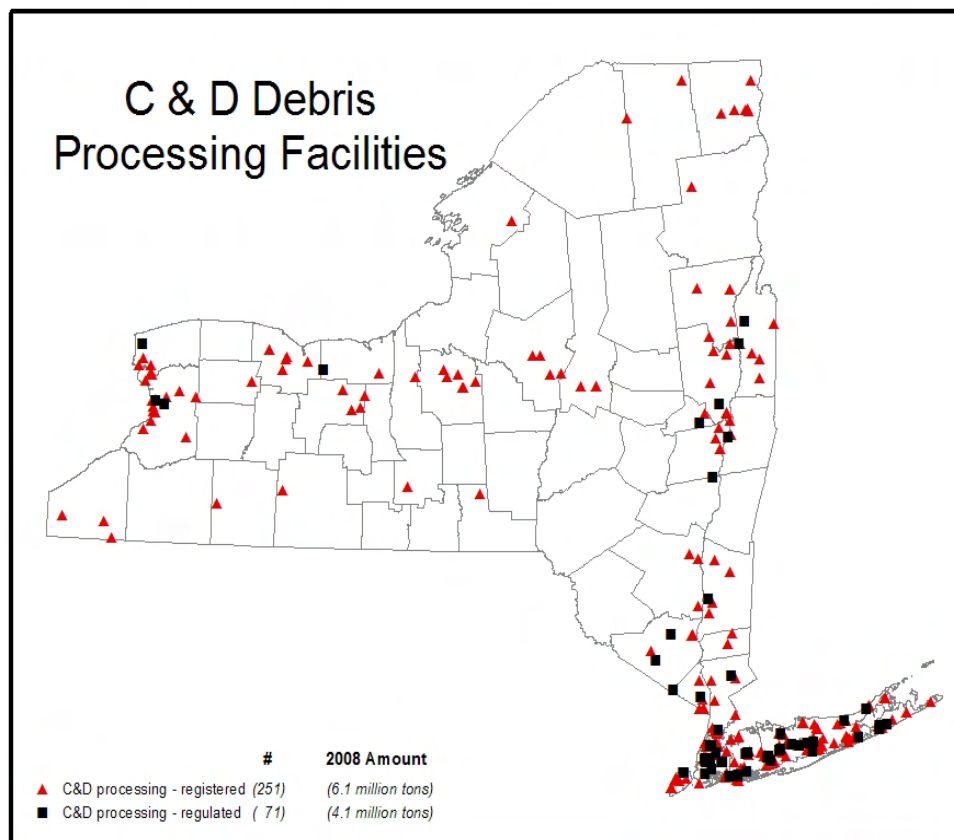 C & D Debris
Processing Facilities
# 2008 Amount
C&D processing - registered (251) (6.1 million tons)
C&D processing - regulated ( 71) (4.1 million tons)